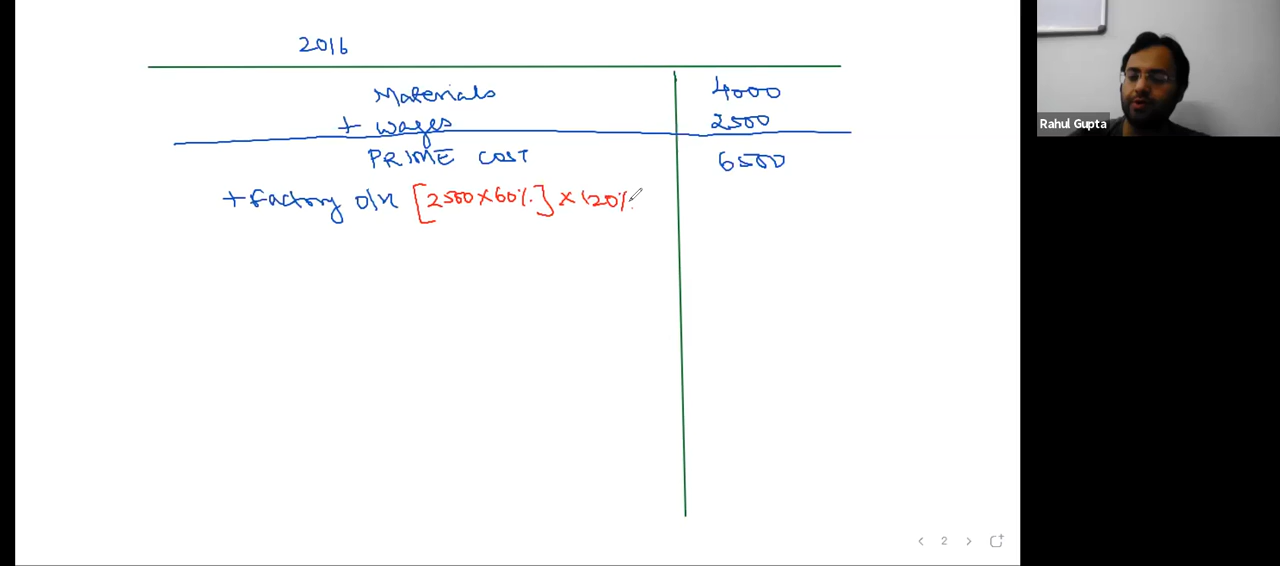 2016
Materials 4000
+ wages 2500
PRIME COST 6500
+ Factory o/H [2500×60%] ×120%
Rahul Gupta
2